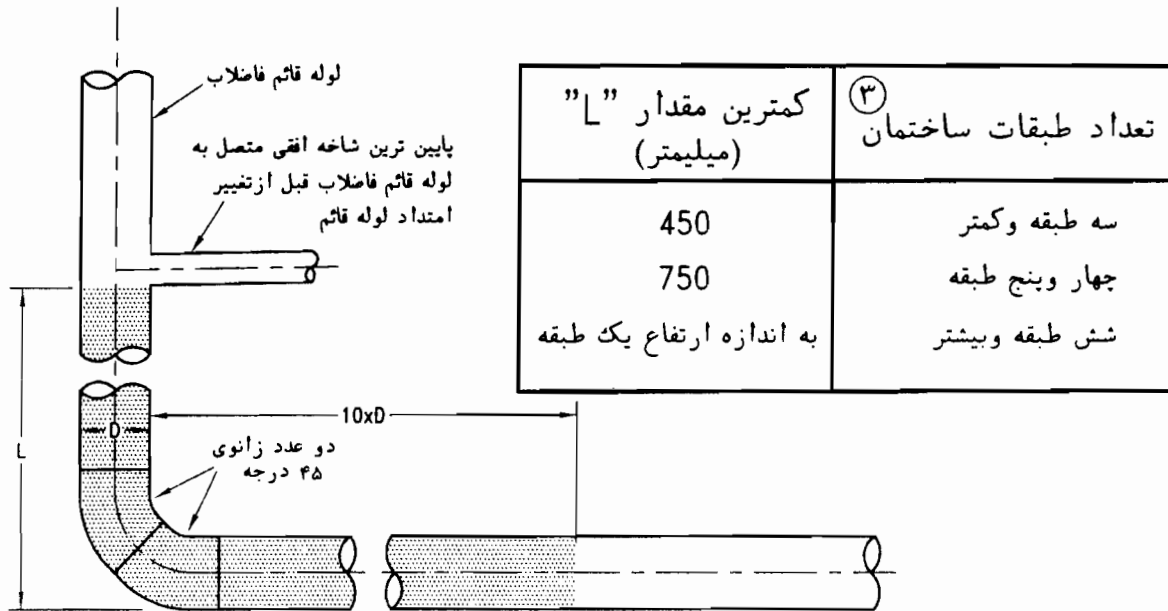 لوله قائم فاضلاب
پایین ترین شاخه افقی متصل به
لوله قائم فاضلاب قبل ازتغییر
امتداد لوله قائم
۳
تعداد طبقات ساختمان
کمترین مقدار "L"
(میلیمتر)
سه طبقه وکمتر
450
چهار وپنج طبقه
750
شش طبقه وبیشتر
به اندازه ارتفاع یک طبقه
10xD
D
L
دو عدد زانوی
۴۵ درجه